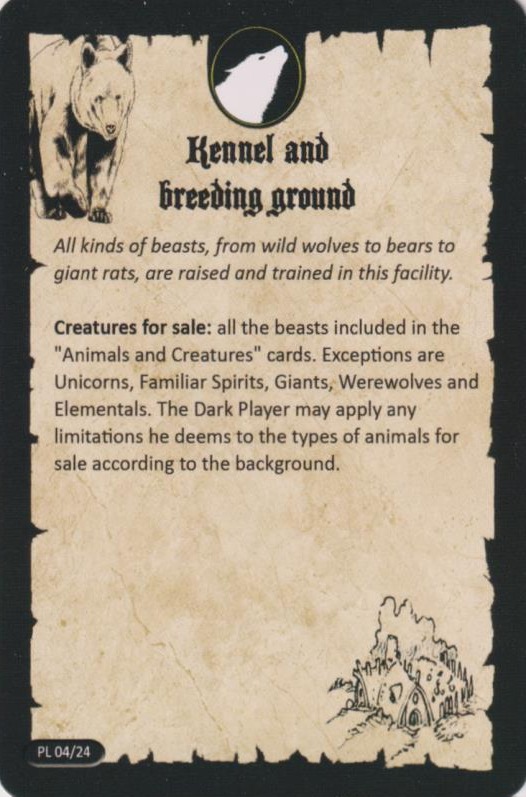 Kennel and
breeding ground
All kinds of beasts, from wild wolves to bears to
giant rats, are raised and trained in this facility.
Creatures for sale: all the beasts included in the
"Animals and Creatures" cards. Exceptions are
Unicorns, Familiar Spirits, Giants, Werewolves and
Elementals. The Dark Player may apply any
limitations he deems to the types of animals for
sale according to the background.
PL 04/24